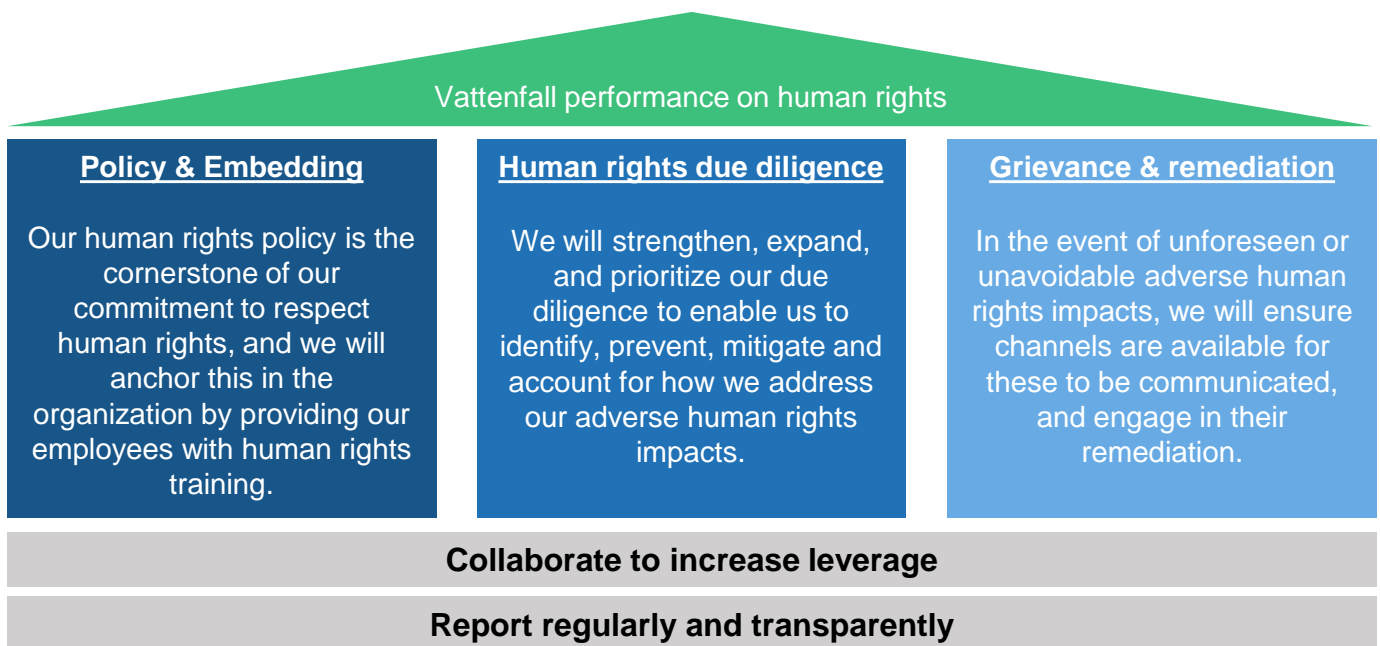 Vattenfall performance on human rights
Policy & Embedding
Our human rights policy is the
cornerstone of our
commitment to respect
human rights, and we will
anchor this in the
organization by providing our
employees with human rights
training.
Human rights due diligence
We will strengthen, expand,
and prioritize our due
diligence to enable us to
identify, prevent, mitigate and
account for how we address
our adverse human rights
impacts.
Grievance & remediation
In the event of unforeseen or
unavoidable adverse human
rights impacts, we will ensure
channels are available for
these to be communicated,
and engage in their
remediation.
Collaborate to increase leverage
Report regularly and transparently